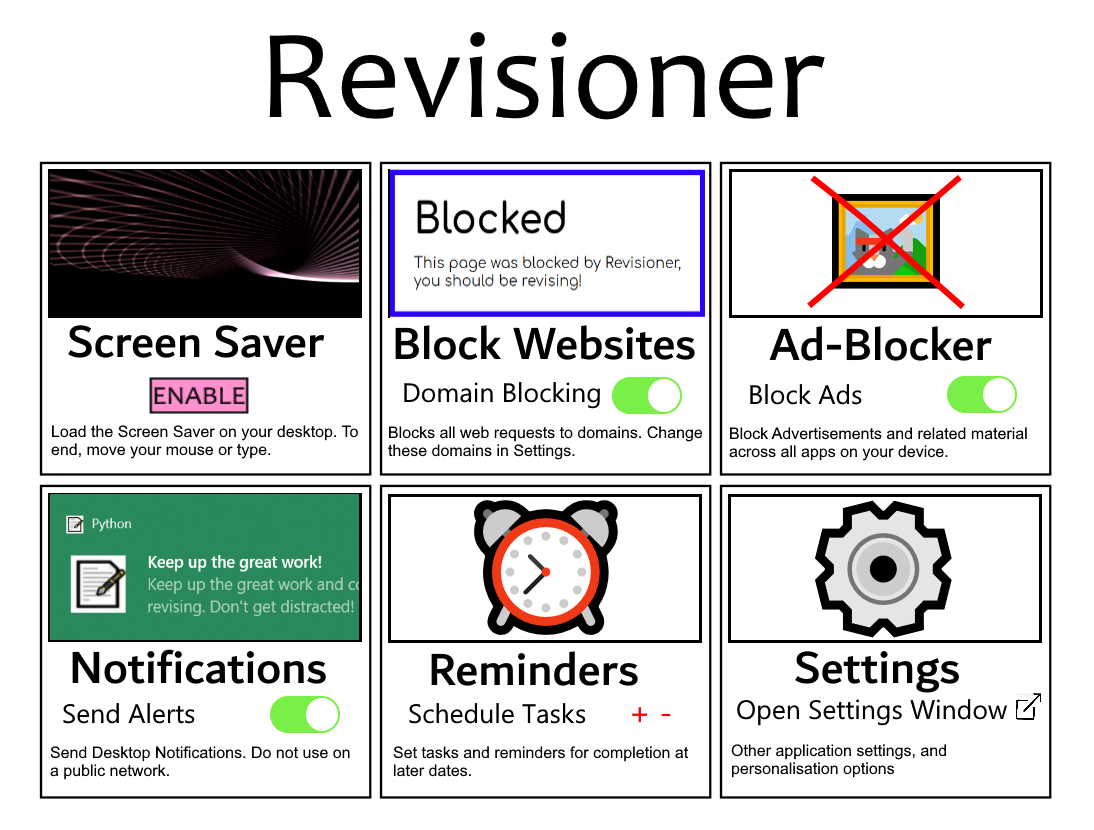 Revisioner
Blocked
This page was blocked by Revisioner,
you should be revising!
Screen Saver
ENABLE
Load the Screen Saver on your desktop. To
end, move your mouse or type.
Block Websites
Domain Blocking
Blocks all web requests to domains. Change
these domains in Settings.
Ad-Blocker
Block Ads
Block Advertisements and related material
across all apps on your device.
Python
Keep up the great work!
Keep up the great work and co
revising. Don't get distracted!
Notifications
Send Alerts
Send Desktop Notifications. Do not use on
a public network.
Reminders
Schedule Tasks + -
Set tasks and reminders for completion at
later dates.
Settings
Open Settings Window
Other application settings, and
personalisation options